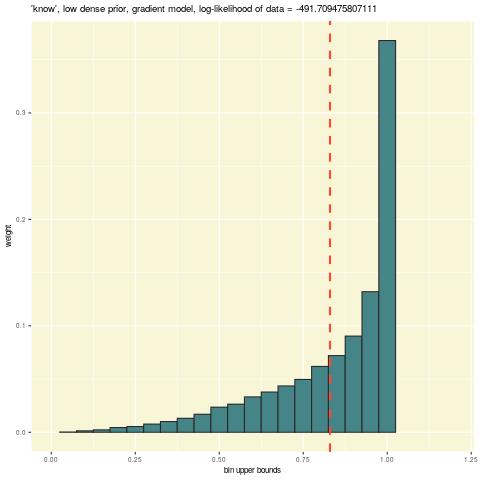 'know', low dense prior, gradient model, log-likelihood of data = -491.709475807111
0.3
0.2
0.1
0.0
weight
0.00 0.25 0.50 0.75 1.00 1.25
bin upper bounds